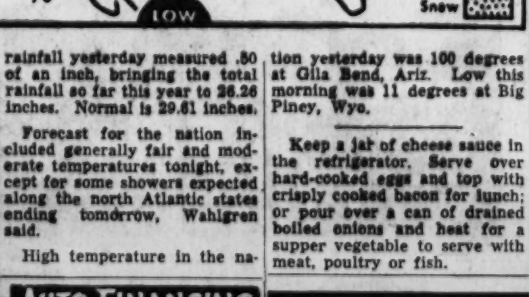 LOW
Snow
rainfall yesterday measured .50
of an inch, bringing the total
rainfall so far this year to 26.26
inches. Normal is 29.61 inches.
Forecast for the nation in-
cluded generally fair and mod-
erate temperatures tonight, ex-
cept for some showers expected
along the north Atlantic states
ending tomorrow, Wahlgren
said.
High temperature in the na-
tion yesterday was 100 degrees
at Gila Bend, Ariz. Low this
morning was 11 degrees at Big
Piney, Wyo.
Keep a jar of cheese sauce in
the refrigerator. Serve over
hard-cooked eggs and top with
crisply cooked bacon for lunch;
or pour over a can of drained
boiled onions and heat for a
supper vegetable to serve with
meat, poultry or fish.
AUTO FINANCING